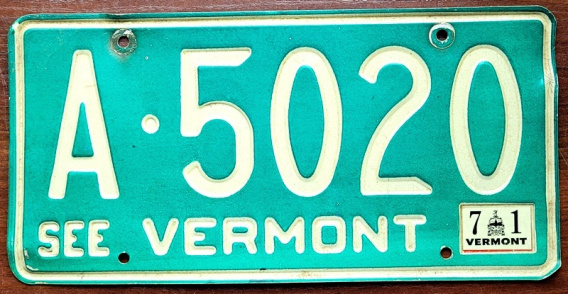 A·5020
SEE VERMONT
7 1
VERMONT